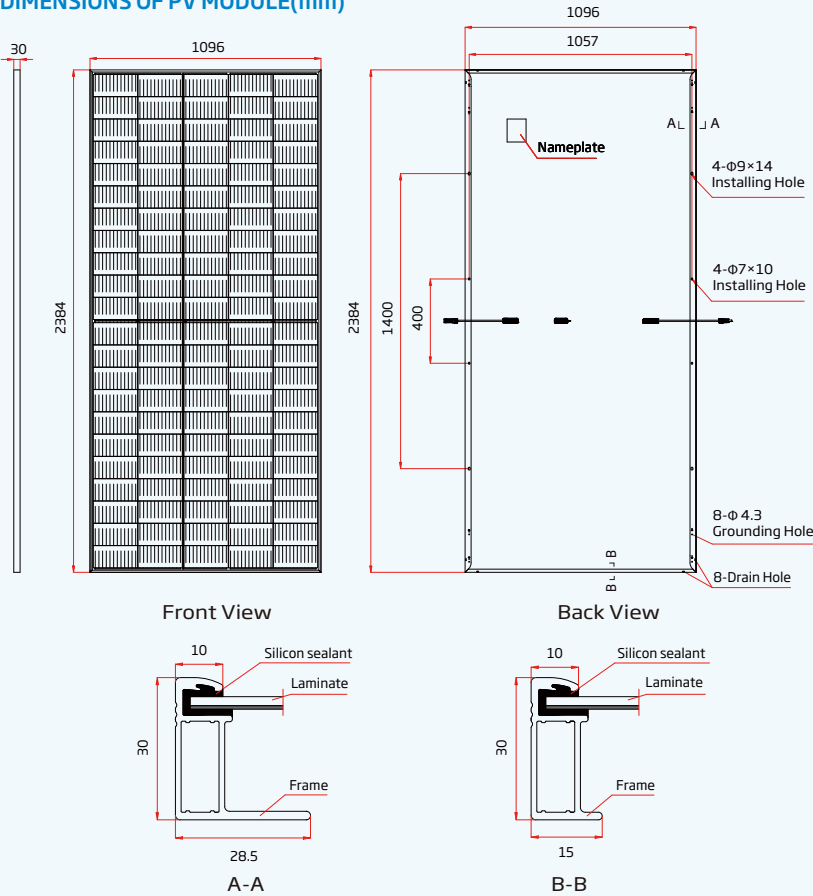 DIMENSIONS OF PV MODULE(mm)
30
1096
2384
Front View
1096
1057
2384
1400
400
Nameplate
A
A
4-Φ9×14
Installing Hole
4-Φ7×10
Installing Hole
8-Φ 4.3
Grounding Hole
8-Drain Hole
B
B
Back View
10
Silicon sealant
Laminate
30
Frame
28.5
A-A
10
Silicon sealant
Laminate
30
Frame
15
B-B